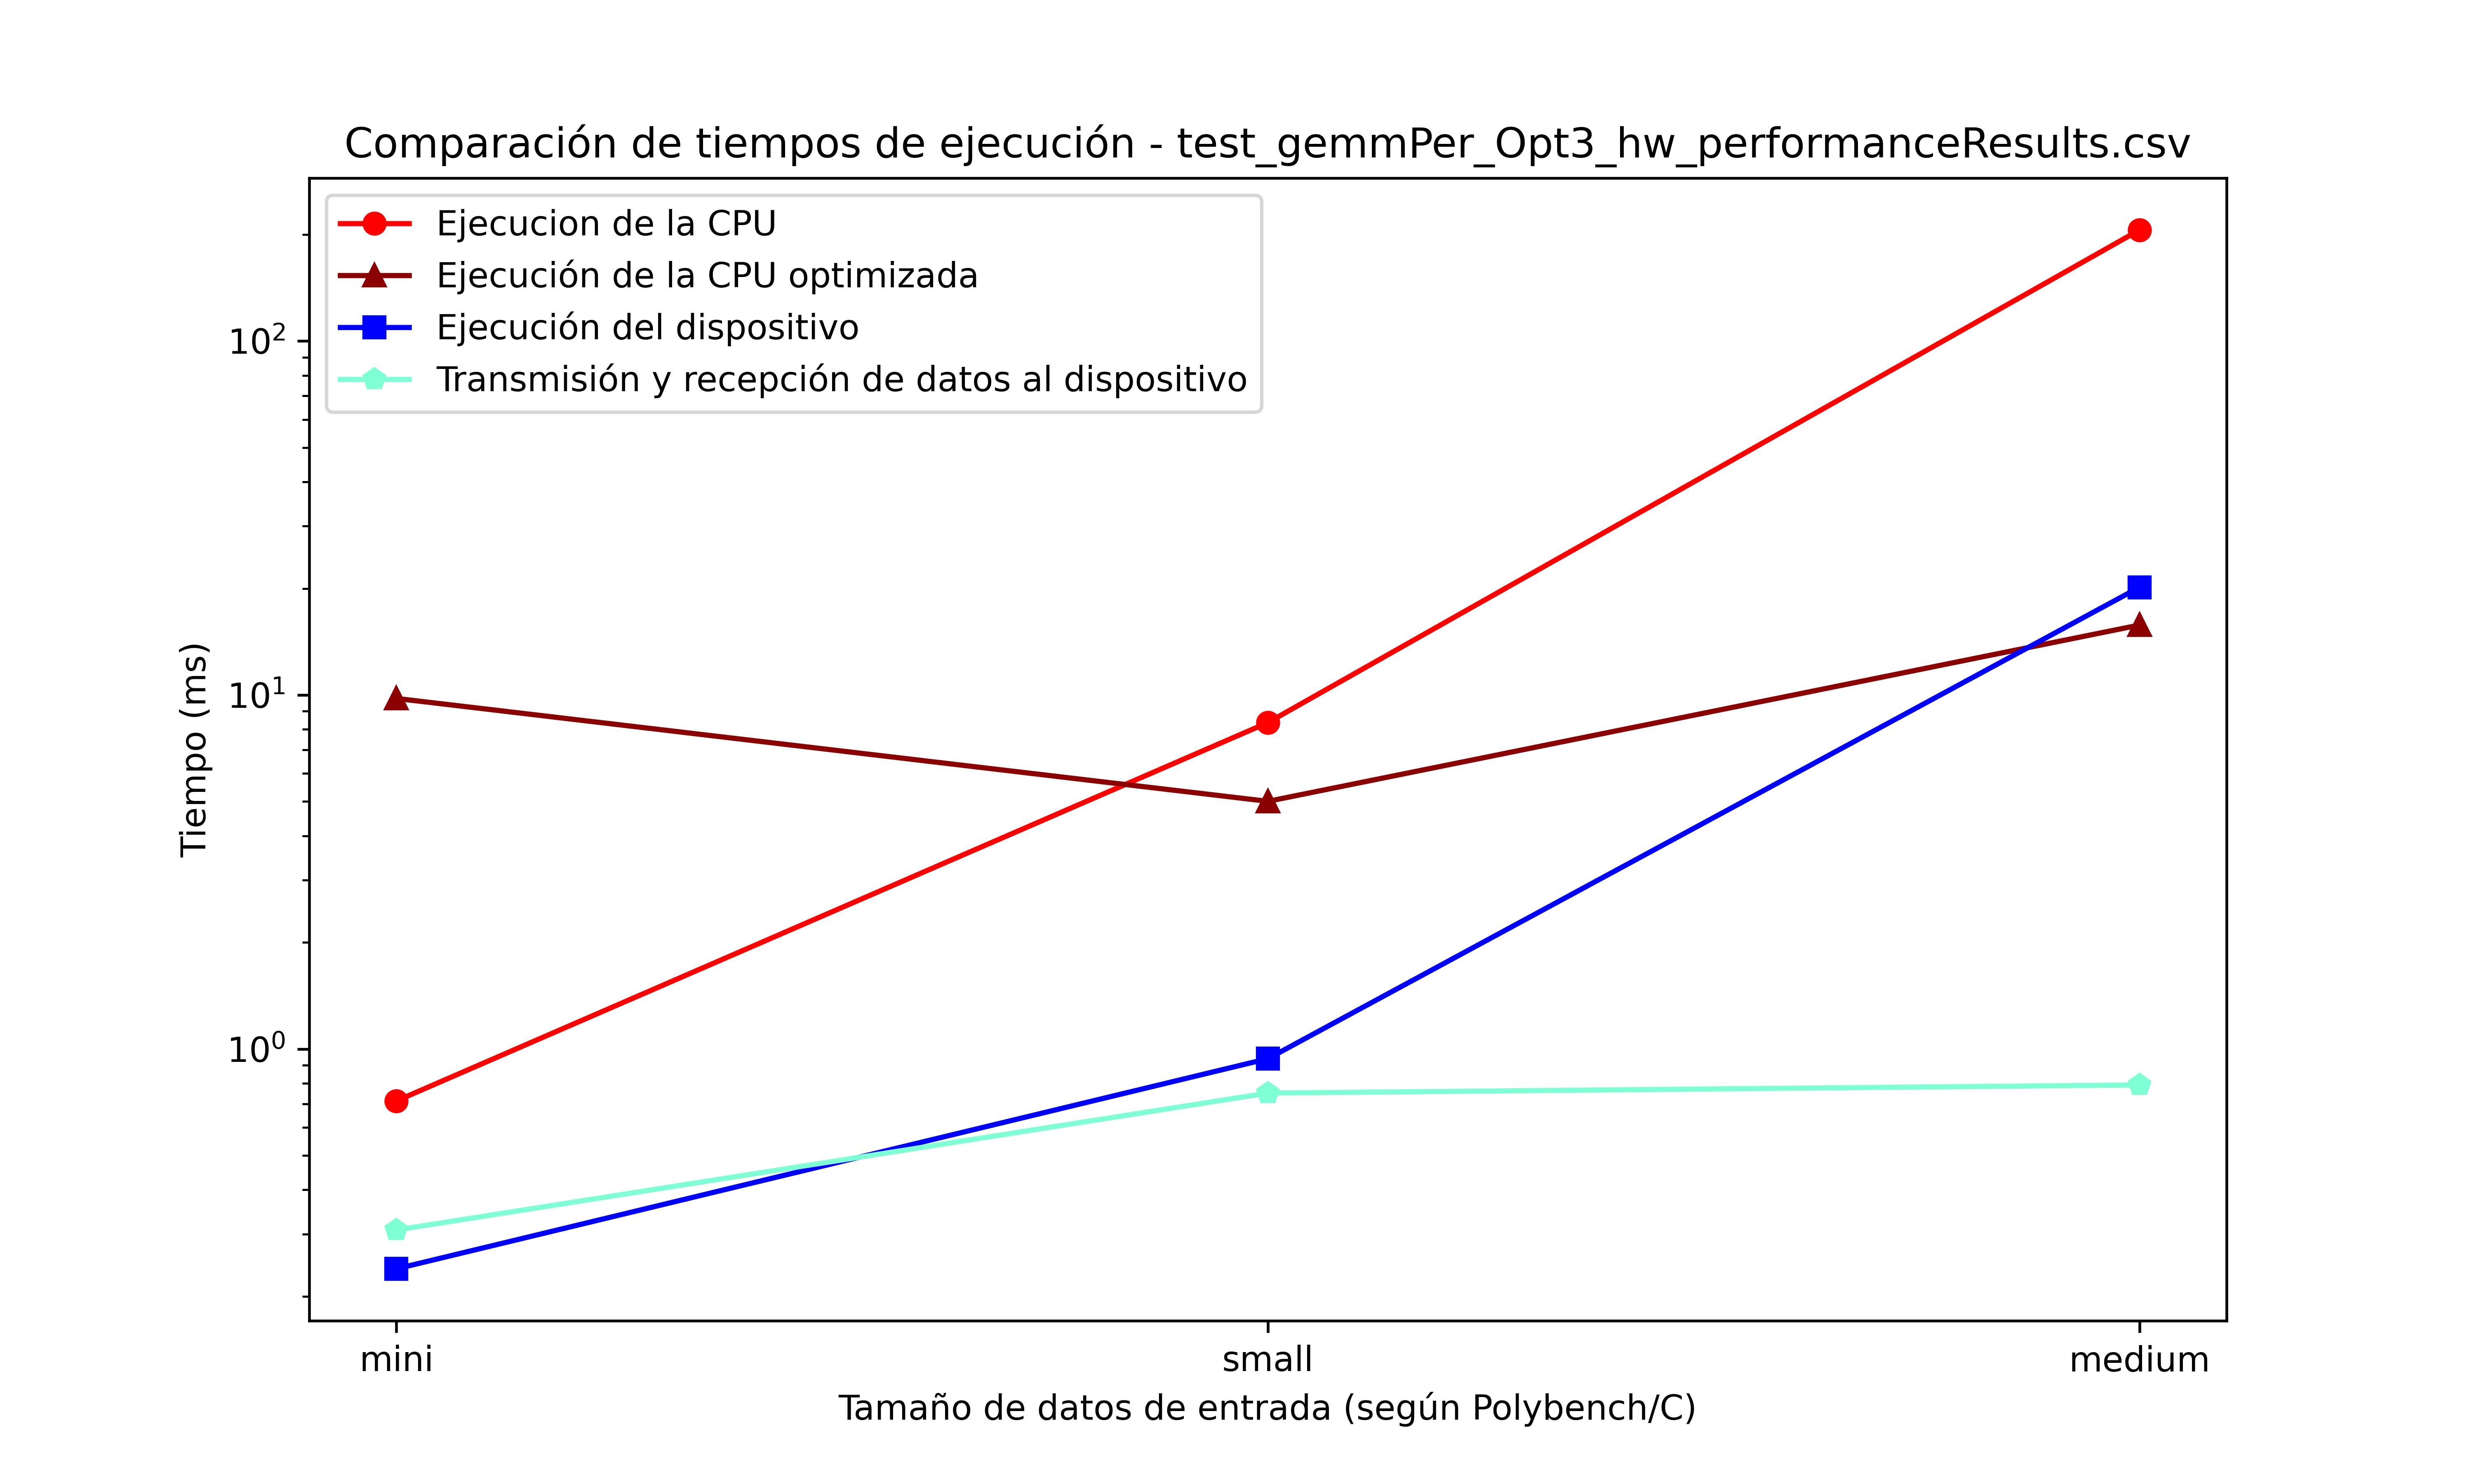 Comparación de tiempos de ejecución - test_gemmPer_Opt3_hw_performanceResults.csv
Ejecucion de la CPU
Ejecución de la CPU optimizada
Ejecución del dispositivo
Transmisión y recepción de datos al dispositivo
10²
10¹
10⁰
Tiempo (ms)
mini small medium
Tamaño de datos de entrada (según Polybench/C)